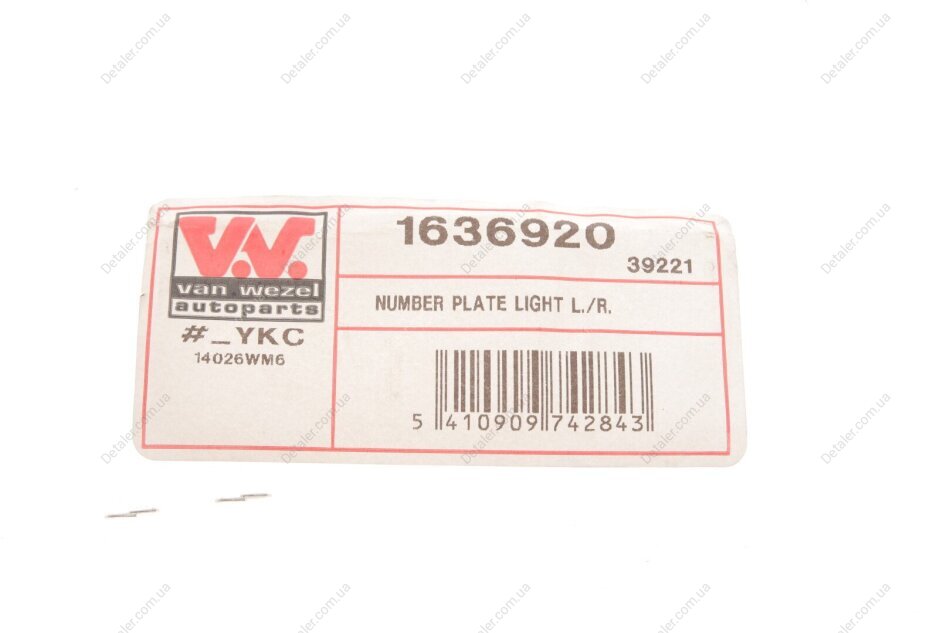 V.W.
van wezel
autoparts
#_YKC
14026WM6
1636920
39221
NUMBER PLATE LIGHT L./R.
5 410909 742843
Detaler.com.ua